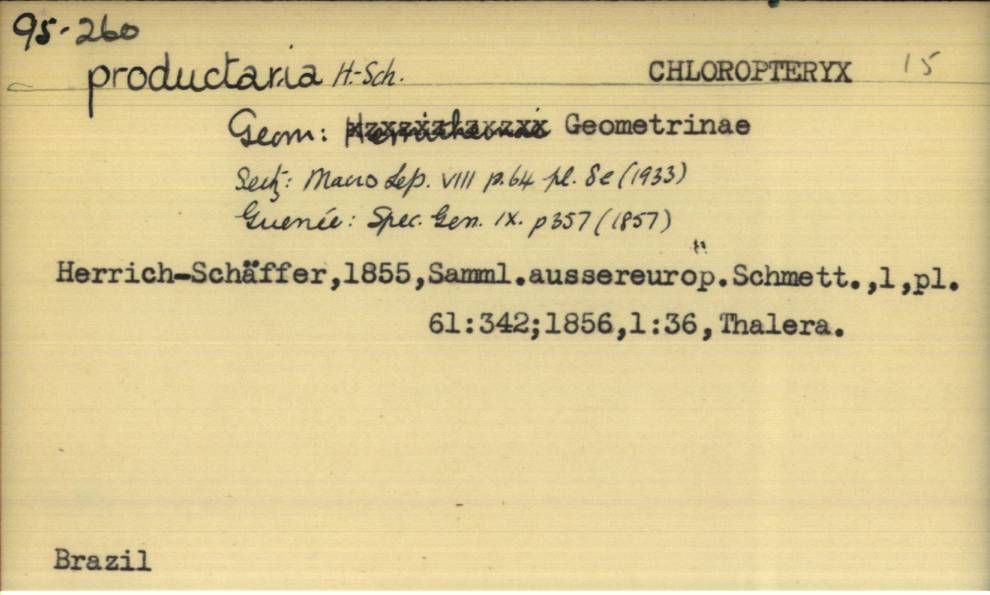 95-260
productaria H-Sch. CHLOROPTERYX 15
Geom: Geometrinae
Seitz: Macro Lep. VIII p.64 pl. 8e (1933)
Guenée: Spec. Gen. IX. p357 (1857)
Herrich-Schäffer,1855,Samml.aussereurop̈.Schmett.,1,pl.
61:342;1856,1:36,Thalera.
Brazil